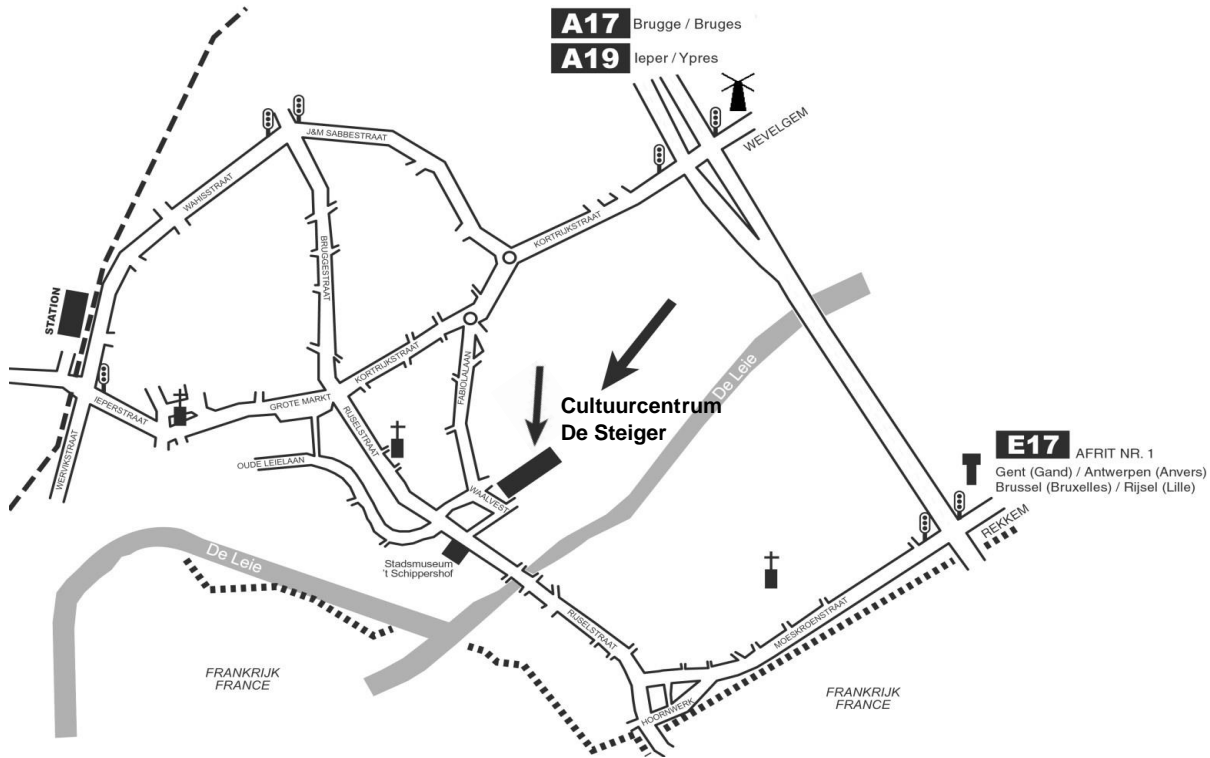 A17 Brugge / Bruges
A19 Ieper / Ypres
WEVELGEM
J&M SABBESTRAAT
WAHISSTRAAT
BRUGGESTRAAT
KORTRIJKSTRAAT
STATION
KORTRIJKSTRAAT
FABIOLALAAN
De Leie
IEPERSTRAAT
GROTE MARKT
RIJSELSTRAAT
Cultuurcentrum
De Steiger
WERVIKSTRAAT
OUDE LEIELAAN
WAALVEST
E17 AFRIT NR. 1
Gent (Gand) / Antwerpen (Anvers)
Brussel (Bruxelles) / Rijsel (Lille)
REKKEM
De Leie
Stadsmuseum
't Schippershof
RIJSELSTRAAT
MOESKROENSTRAAT
HOORNWERK
FRANKRIJK
FRANCE
FRANKRIJK
FRANCE